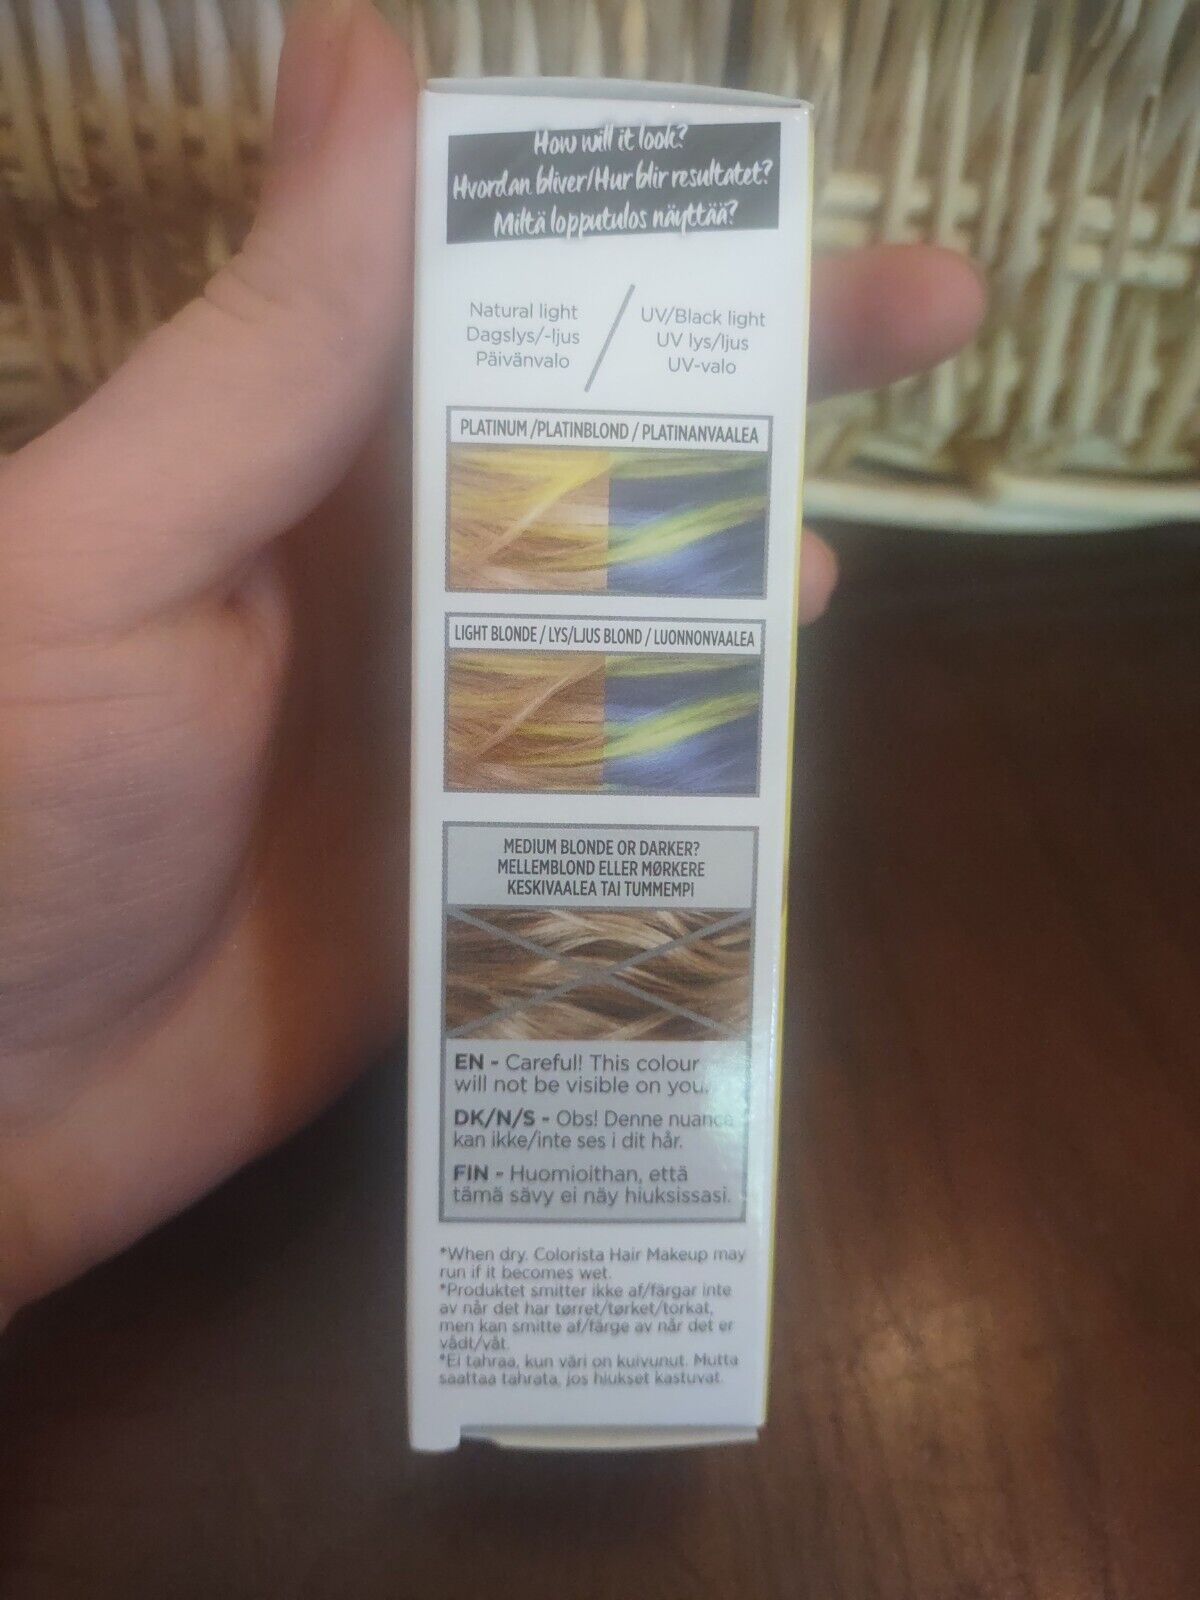 How will it look?
Hvordan bliver/Hur blir resultatet?
Miltä lopputulos näyttää?
Natural light
Dagslys/-ljus
Päivänvalo
UV/Black light
UV lys/ljus
UV-valo
PLATINUM /PLATINBLOND / PLATINANVAALEA
LIGHT BLONDE / LYS/LJUS BLOND / LUONNONVAALEA
MEDIUM BLONDE OR DARKER?
MELLEMBLOND ELLER MØRKERE
KESKIVAALEA TAI TUMMEMPI
EN - Careful! This colour
will not be visible on you.
DK/N/S - Obs! Denne nuance
kan ikke/inte ses i dit hår.
FIN - Huomioithan, että
tämä sävy ei näy hiuksissasi.
*When dry. Colorista Hair Makeup may
run if it becomes wet.
*Produktet smitter ikke af/färgar inte
av når det har tørret/tørket/torkat,
men kan smitte af/färge av når det er
vådt/våt.
*Ei tahraa, kun väri on kuivunut. Mutta
saattaa tahrata, jos hiukset kastuvat.